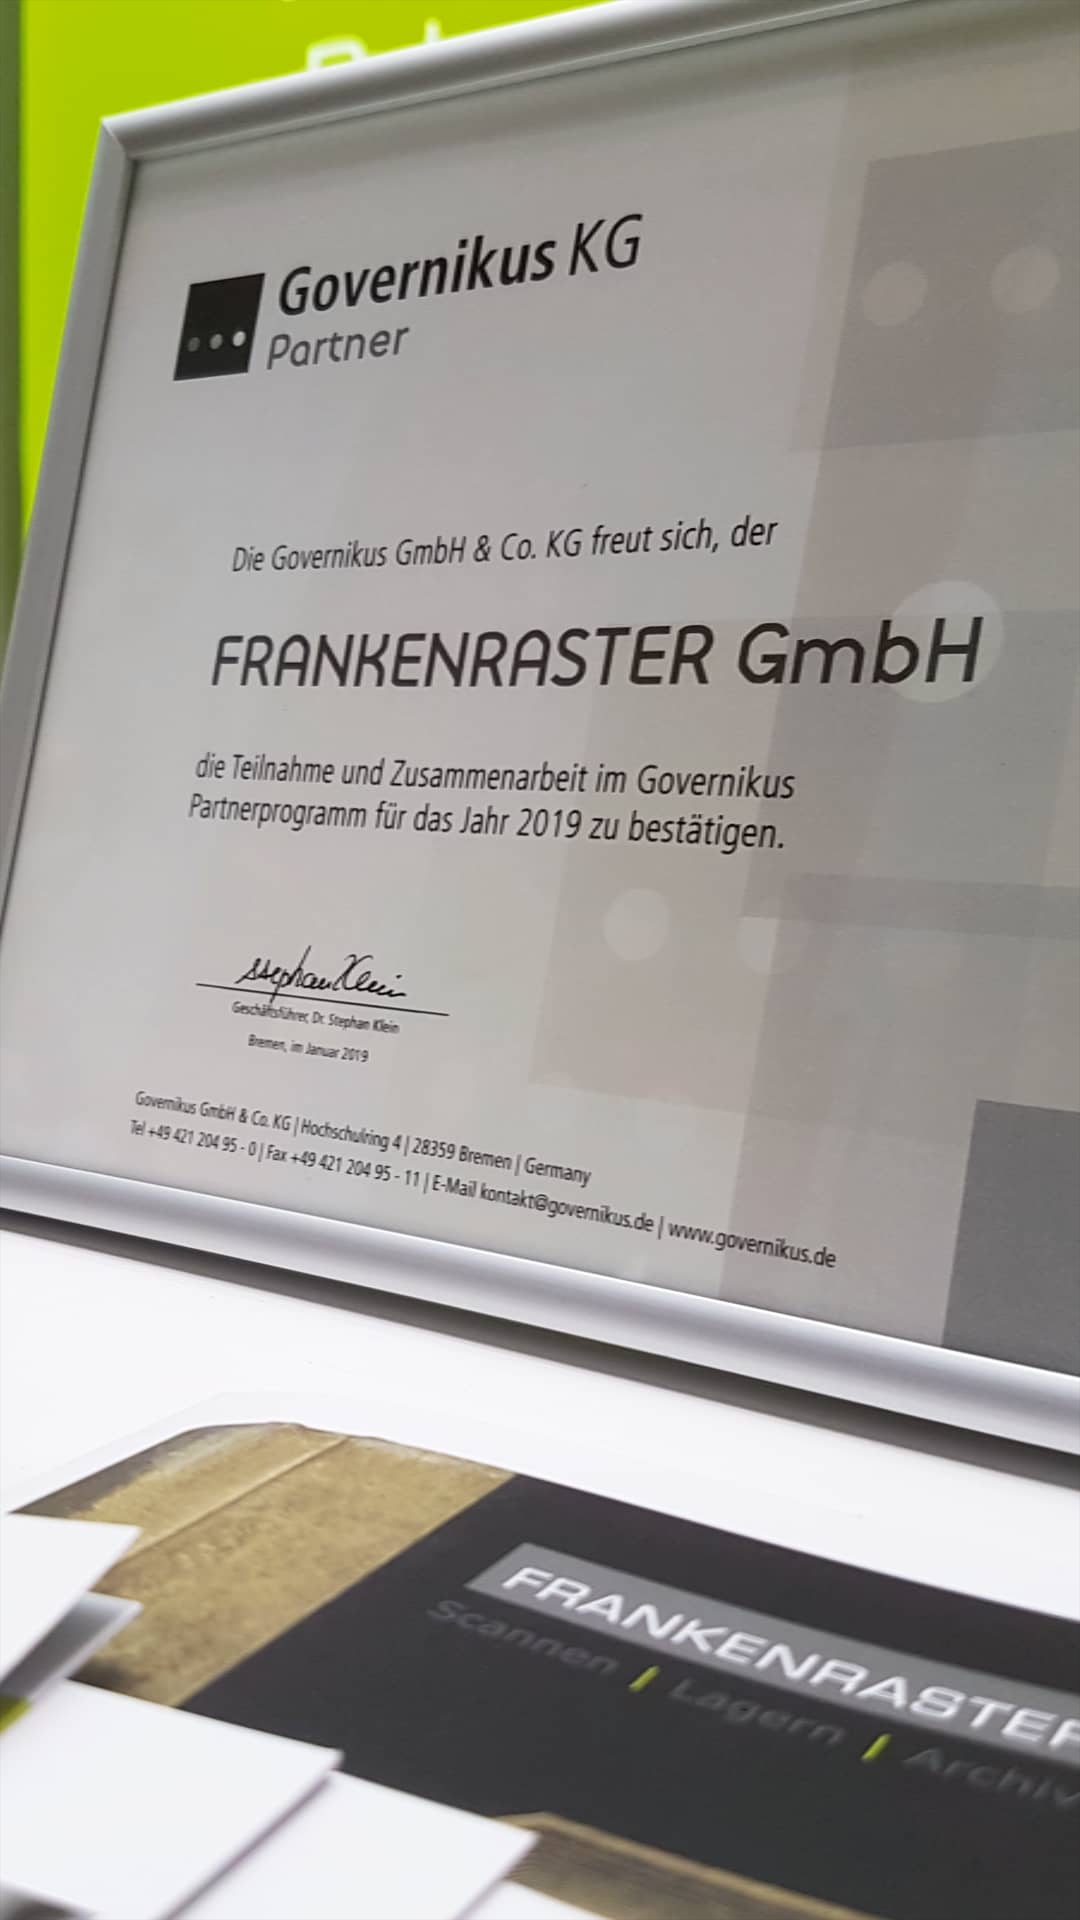 Governikus KG
Partner
Die Governikus GmbH & Co. KG freut sich, der
FRANKENRASTER GmbH
die Teilnahme und Zusammenarbeit im Governikus
Partnerprogramm für das Jahr 2019 zu bestätigen.
Stephan Klein
Geschäftsführer, Dr. Stephan Klein
Bremen, im Januar 2019
Governikus GmbH & Co. KG | Hochschulring 4 | 28359 Bremen | Germany
Tel +49 421 204 95 - 0 | Fax +49 421 204 95 - 11 | E-Mail kontakt@governikus.de | www.governikus.de
FRANKENRASTER
Scannen / Lagern / Archiv